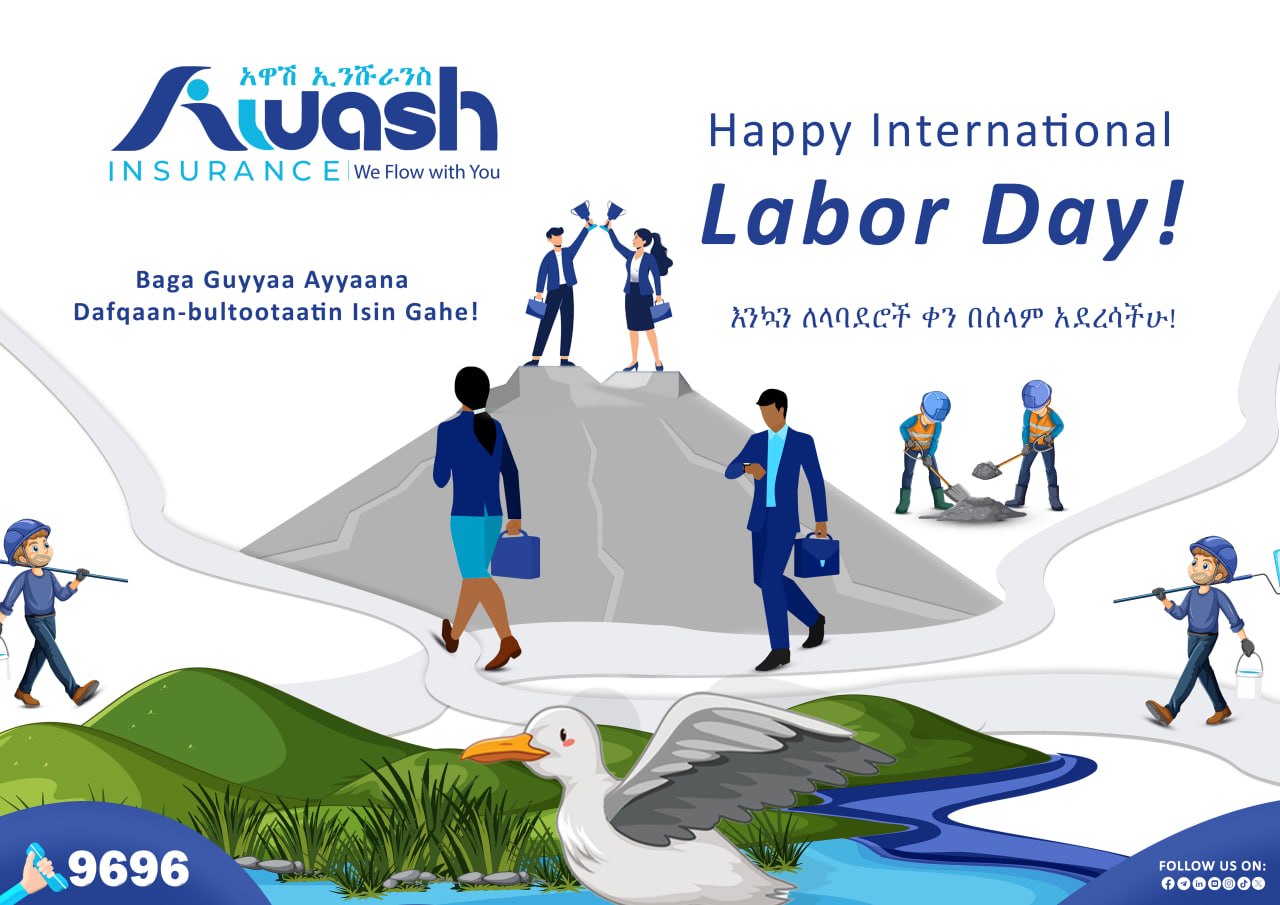 አዋሽ ኢንሹራንስ
Awash
INSURANCE | We Flow with You
Happy International
Labor Day!
Baga Guyyaa Ayyaana
Dafqaan-bultootaatin Isin Gahe!
እንኳን ለላባደሮች ቀን በሰላም አደረሳችሁ!
9696
FOLLOW US ON: